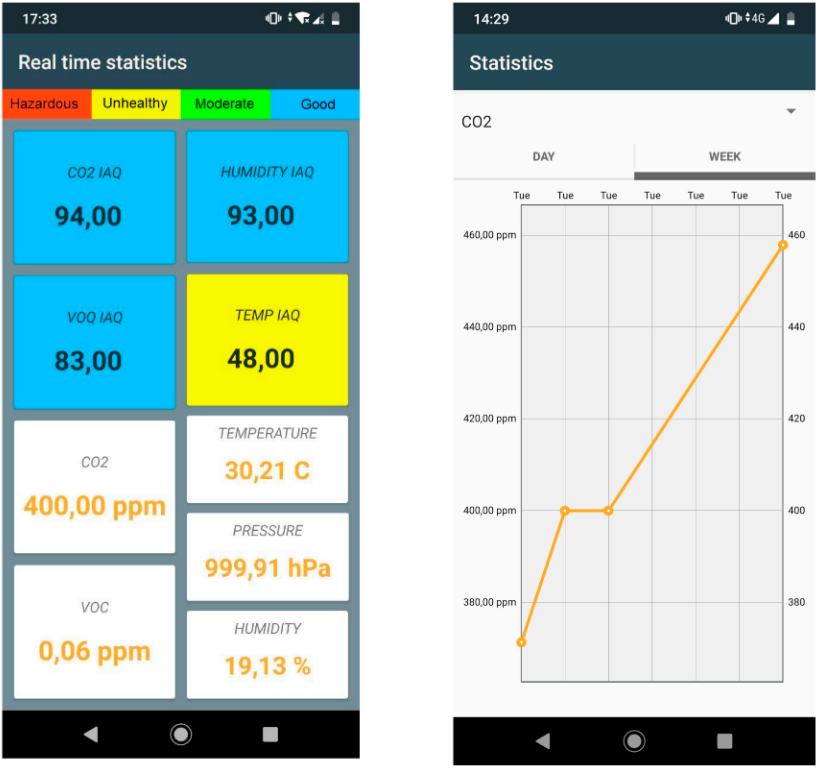 17:33
Real time statistics
Hazardous Unhealthy Moderate Good
CO2 IAQ
94,00
HUMIDITY IAQ
93,00
VOQ IAQ
83,00
TEMP IAQ
48,00
CO2
400,00 ppm
TEMPERATURE
30,21 C
PRESSURE
999,91 hPa
VOC
0,06 ppm
HUMIDITY
19,13 %
14:29
4G
Statistics
CO2
DAY WEEK
Tue Tue Tue Tue Tue Tue Tue
460,00 ppm 460
440,00 ppm 440
420,00 ppm 420
400,00 ppm 400
380,00 ppm 380